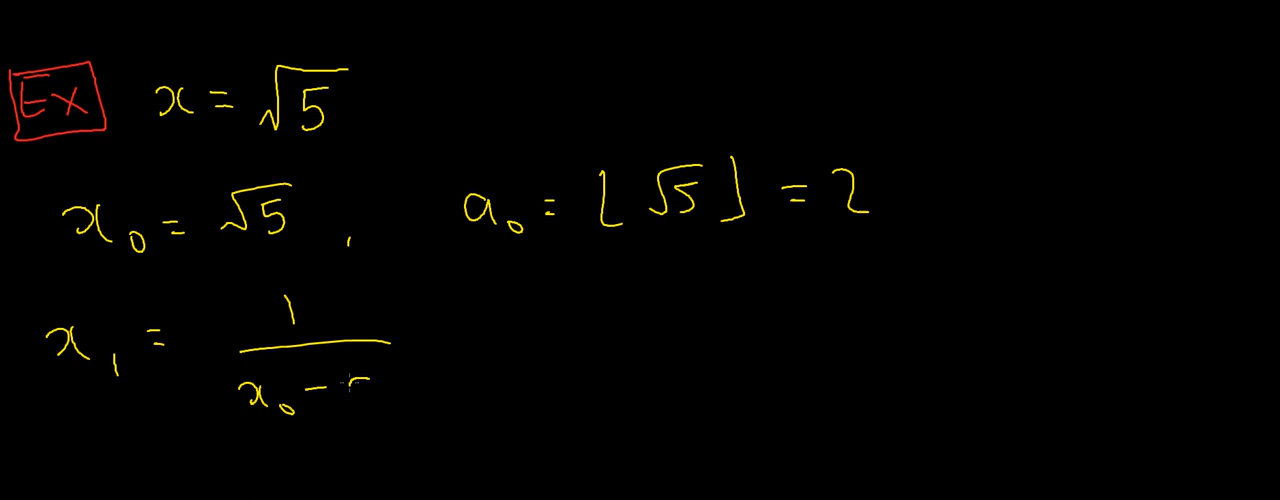 Ex x = √5
x₀ = √5 , a₀ = ⌊√5⌋ = 2
x₁ = 1/(x₀ -